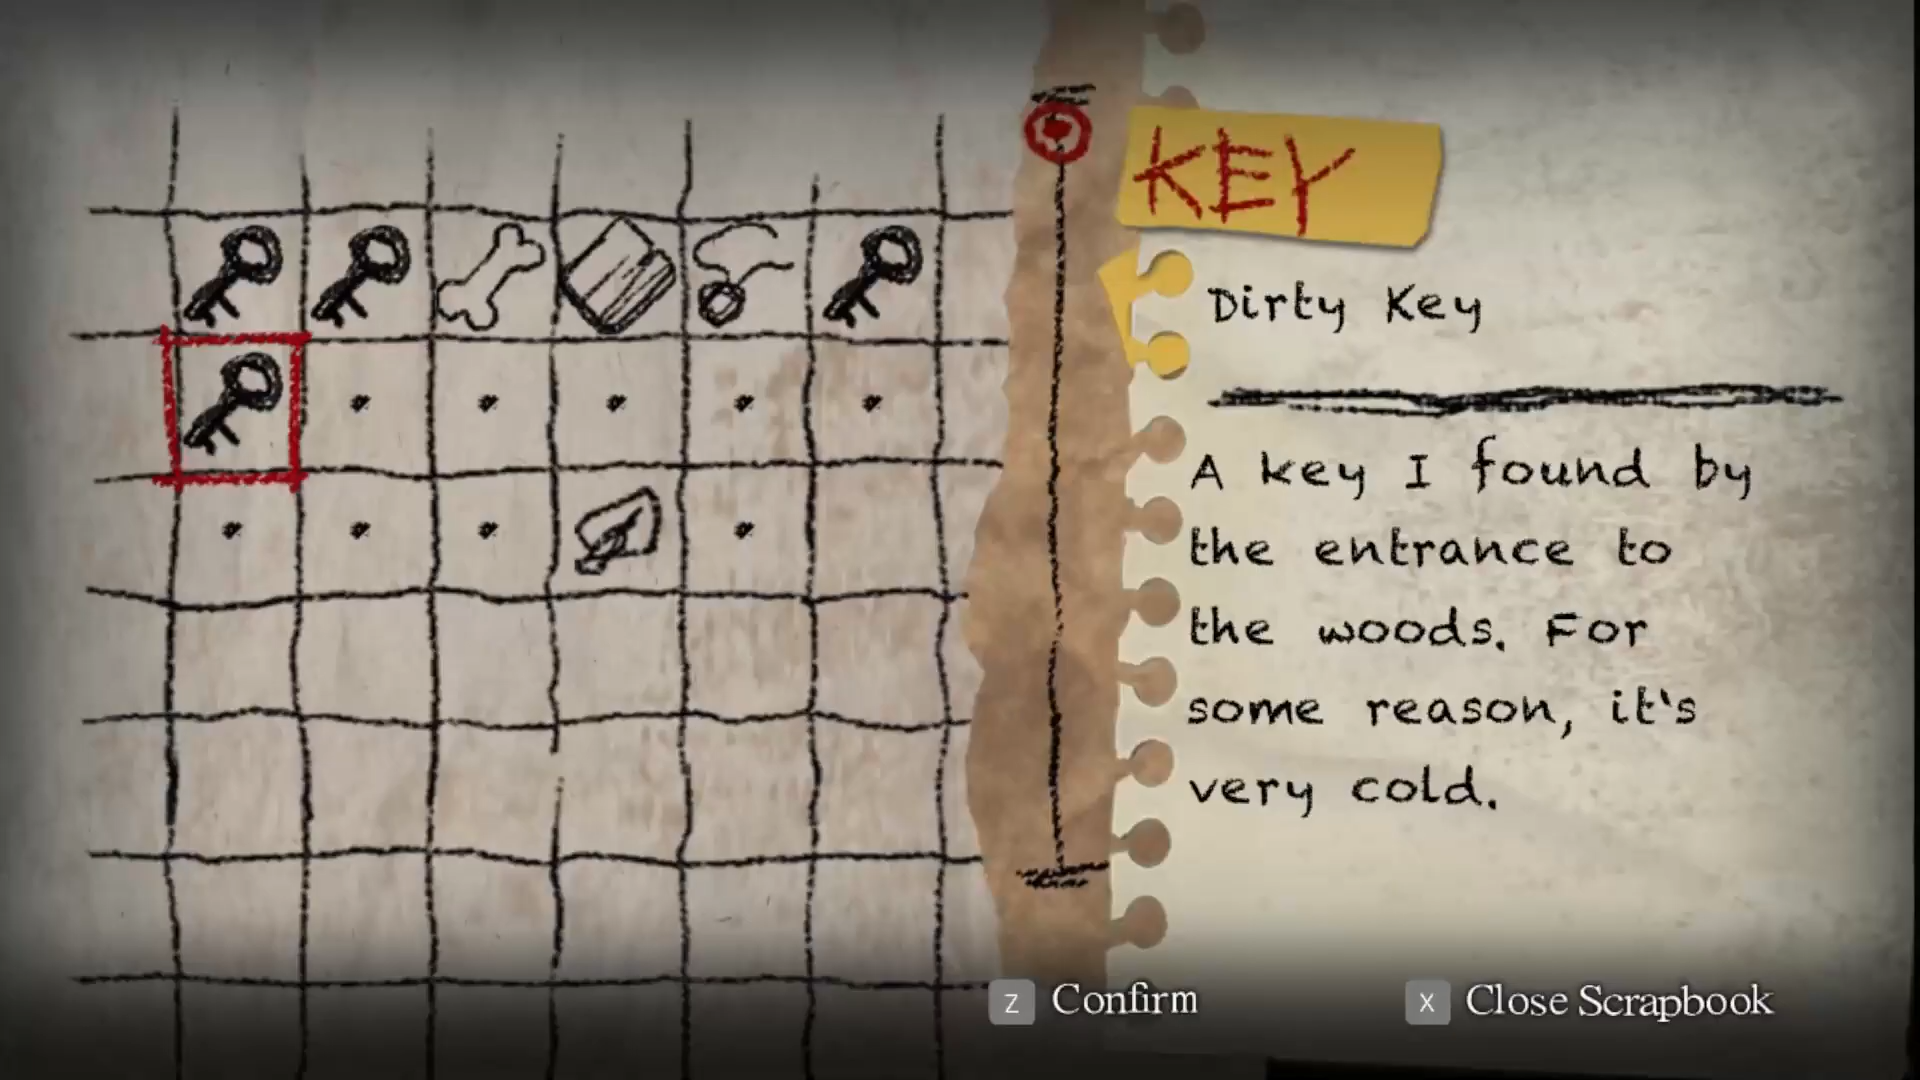 KEY
Dirty Key
A key I found by
the entrance to
the woods. For
some reason, it's
very cold.
Z Confirm
X Close Scrapbook